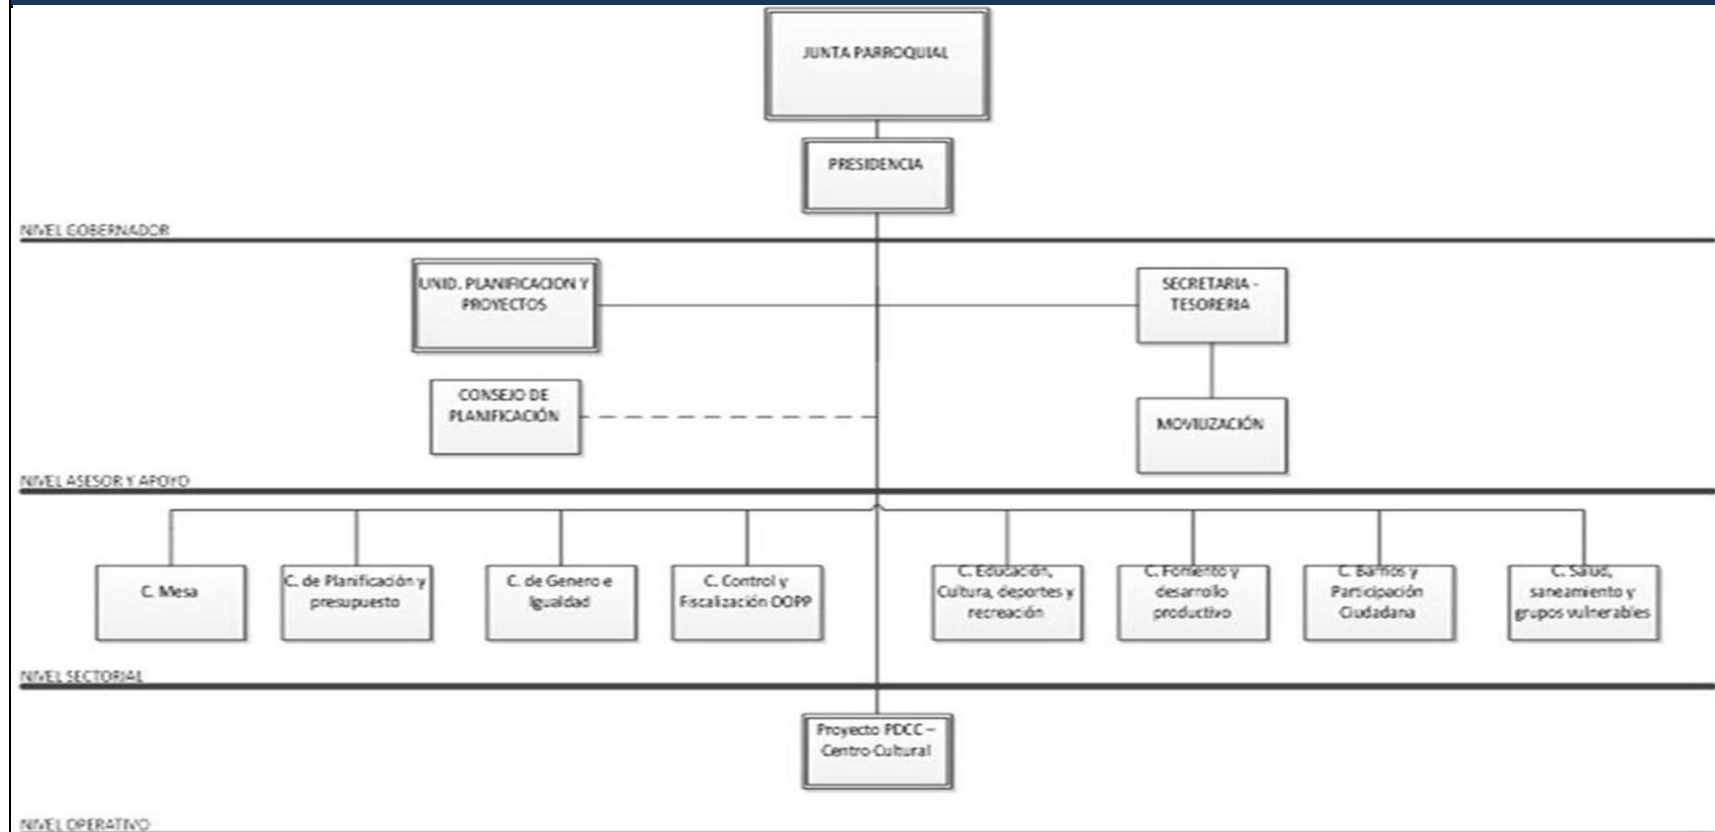 JUNTA PARROQUIAL
PRESIDENCIA
NIVEL GOBERNADOR
UNID. PLANIFICACION Y
PROYECTOS
SECRETARIA -
TESORERIA
CONSEJO DE
PLANIFICACIÓN
MOVILIZACIÓN
NIVEL ASESOR Y APOYO
C. Mesa
C. de Planificación y
presupuesto
C. de Genero e
Igualdad
C. Control y
Fiscalización OOPP
C. Educación,
Cultura, deportes y
recreación
C. Fomento y
desarrollo
productivo
C. Barrios y
Participación
Ciudadana
C. Salud,
saneamiento y
grupos vulnerables
NIVEL SECTORIAL
Proyecto PDCC –
Centro Cultural
NIVEL OPERATIVO